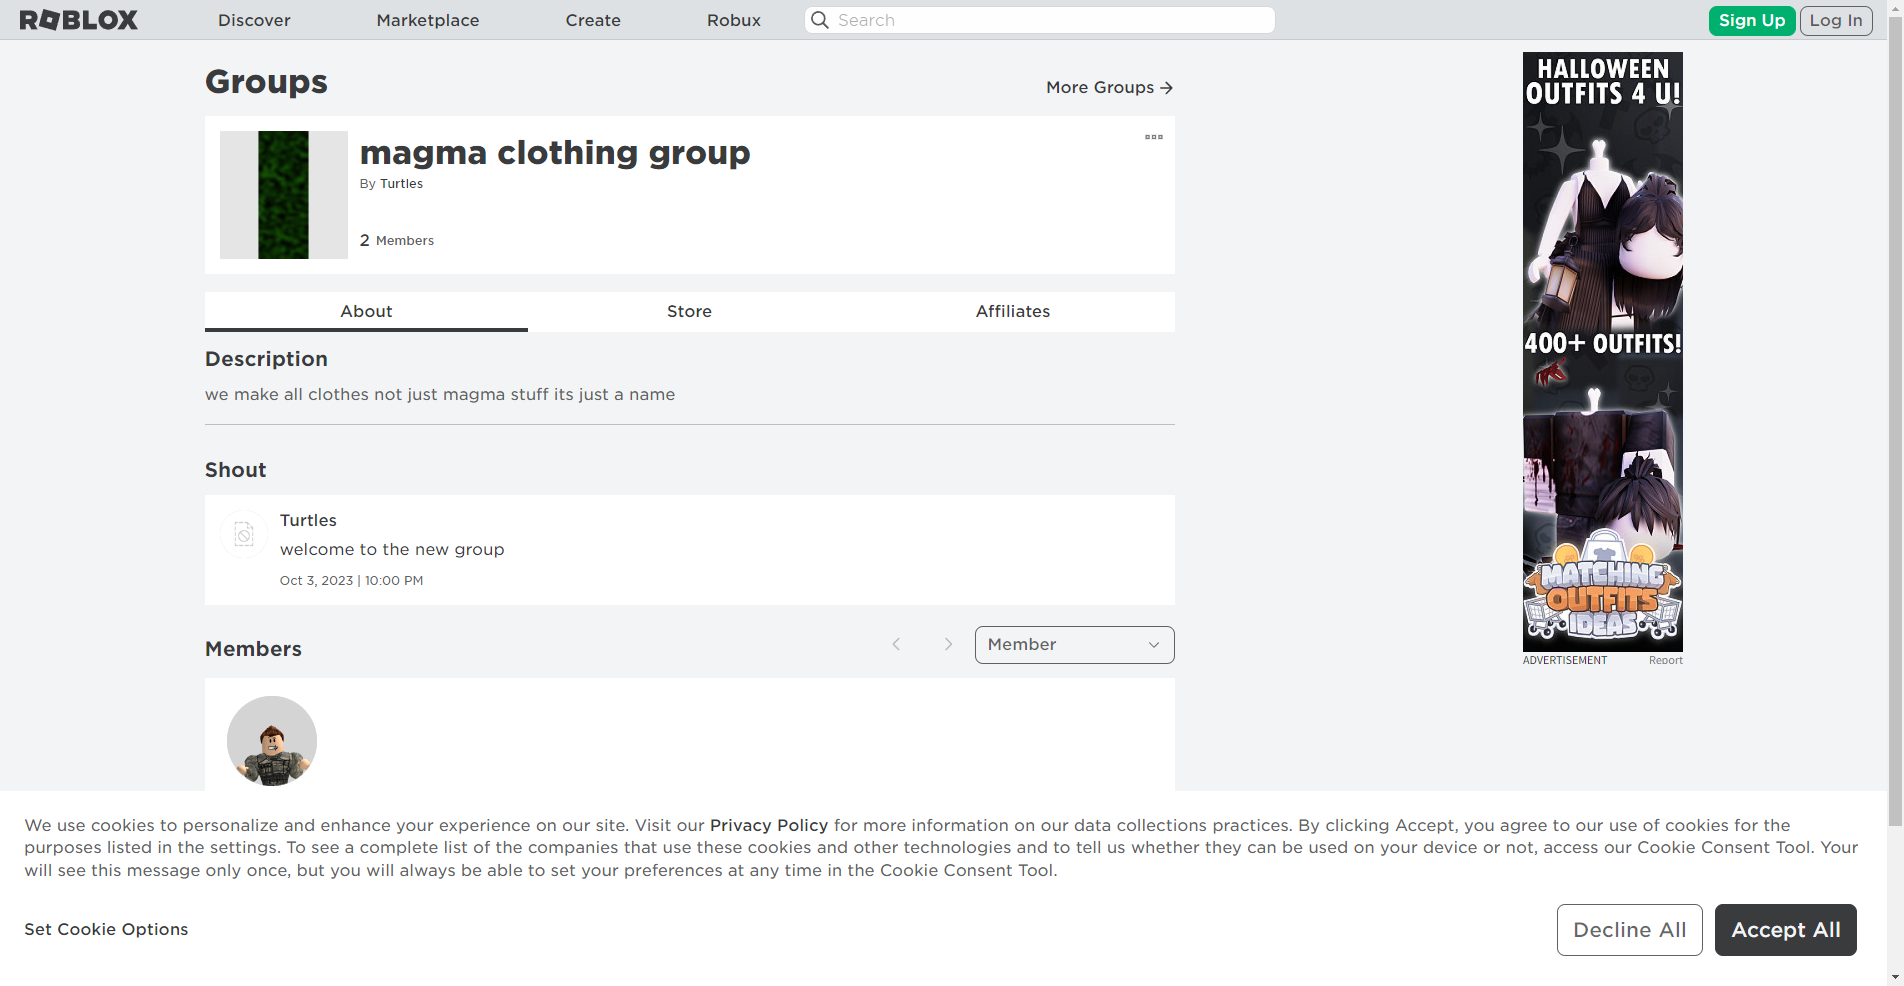 ROBLOX
Discover
Marketplace
Create
Robux
Search
Sign Up
Log In
Groups
More Groups
magma clothing group
By Turtles
2 Members
About
Store
Affiliates
Description
we make all clothes not just magma stuff its just a name
Shout
Turtles
welcome to the new group
Oct 3, 2023 | 10:00 PM
Members
Member
HALLOWEEN
OUTFITS 4 U!
400+ OUTFITS!
MATCHING
OUTFITS
IDEAS
ADVERTISEMENT
Report
We use cookies to personalize and enhance your experience on our site. Visit our Privacy Policy for more information on our data collections practices. By clicking Accept, you agree to our use of cookies for the
purposes listed in the settings. To see a complete list of the companies that use these cookies and other technologies and to tell us whether they can be used on your device or not, access our Cookie Consent Tool. Your
will see this message only once, but you will always be able to set your preferences at any time in the Cookie Consent Tool.
Set Cookie Options
Decline All
Accept All